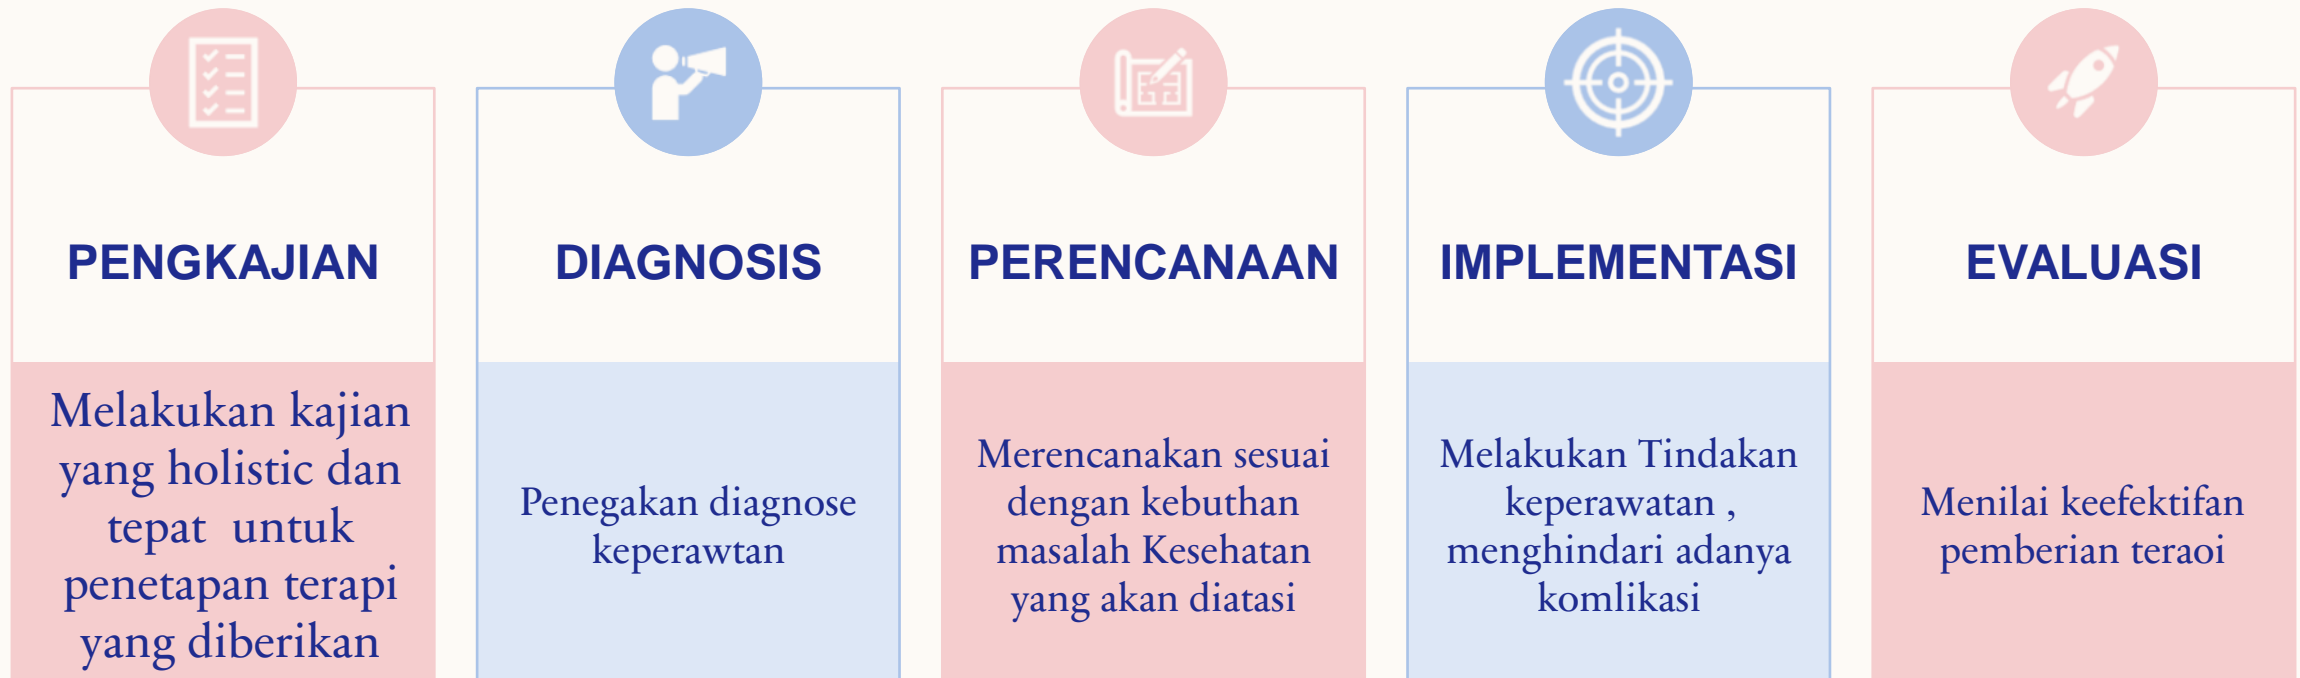 PENGKAJIAN
Melakukan kajian
yang holistic dan
tepat  untuk
penetapan terapi
yang diberikan
DIAGNOSIS
Penegakan diagnose
keperawtan
PERENCANAAN
Merencanakan sesuai
dengan kebuthan
masalah Kesehatan
yang akan diatasi
IMPLEMENTASI
Melakukan Tindakan
keperawatan ,
menghindari adanya
komlikasi
EVALUASI
Menilai keefektifan
pemberian teraoi